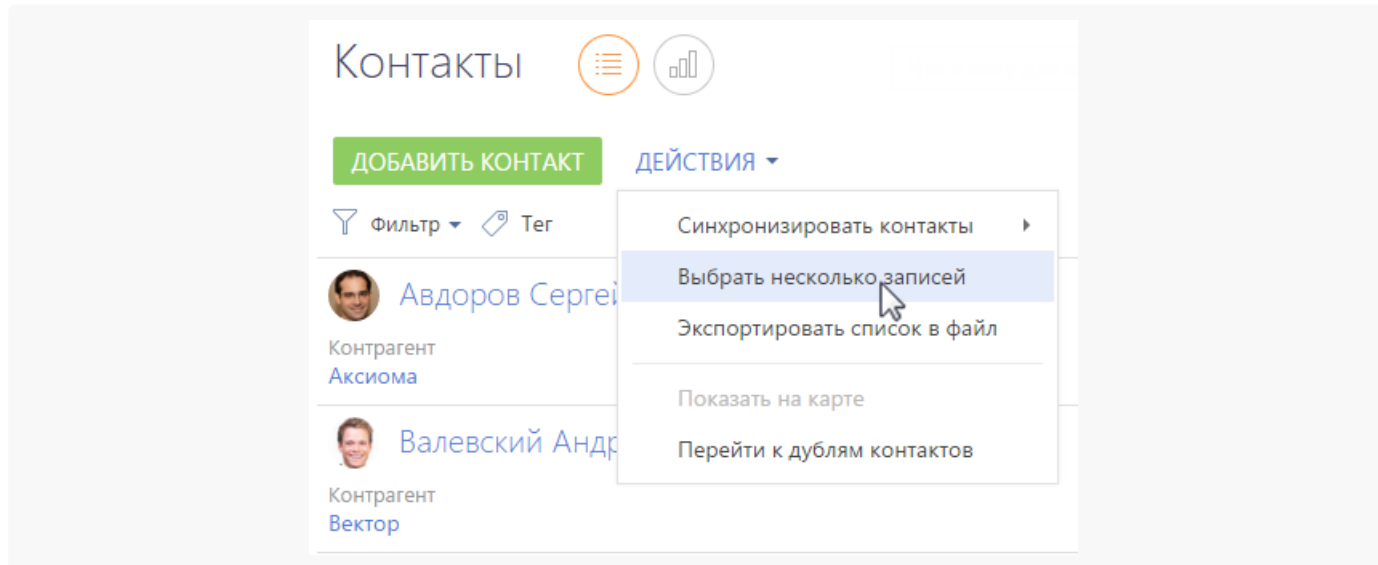 Контакты
ДОБАВИТЬ КОНТАКТ
ДЕЙСТВИЯ
Фильтр
Тег
Синхронизировать контакты
Выбрать несколько записей
Экспортировать список в файл
Показать на карте
Перейти к дублям контактов
Авдоров Сергей
Контрагент
Аксиома
Валевский Андр
Контрагент
Вектор